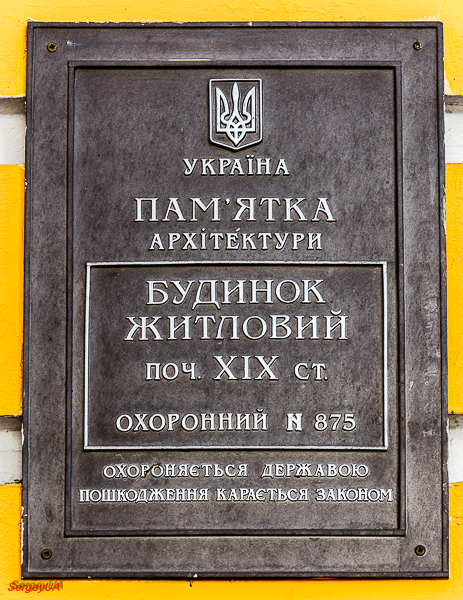 УКРАЇНА
ПАМ'ЯТКА
АРХІТЕКТУРИ
БУДИНОК
ЖИТЛОВИЙ
ПОЧ. XIX СТ.
ОХОРОННИЙ N 875
ОХОРОНЯЄТЬСЯ ДЕРЖАВОЮ
ПОШКОДЖЕННЯ КАРАЄТЬСЯ ЗАКОНОМ
SergeyUA